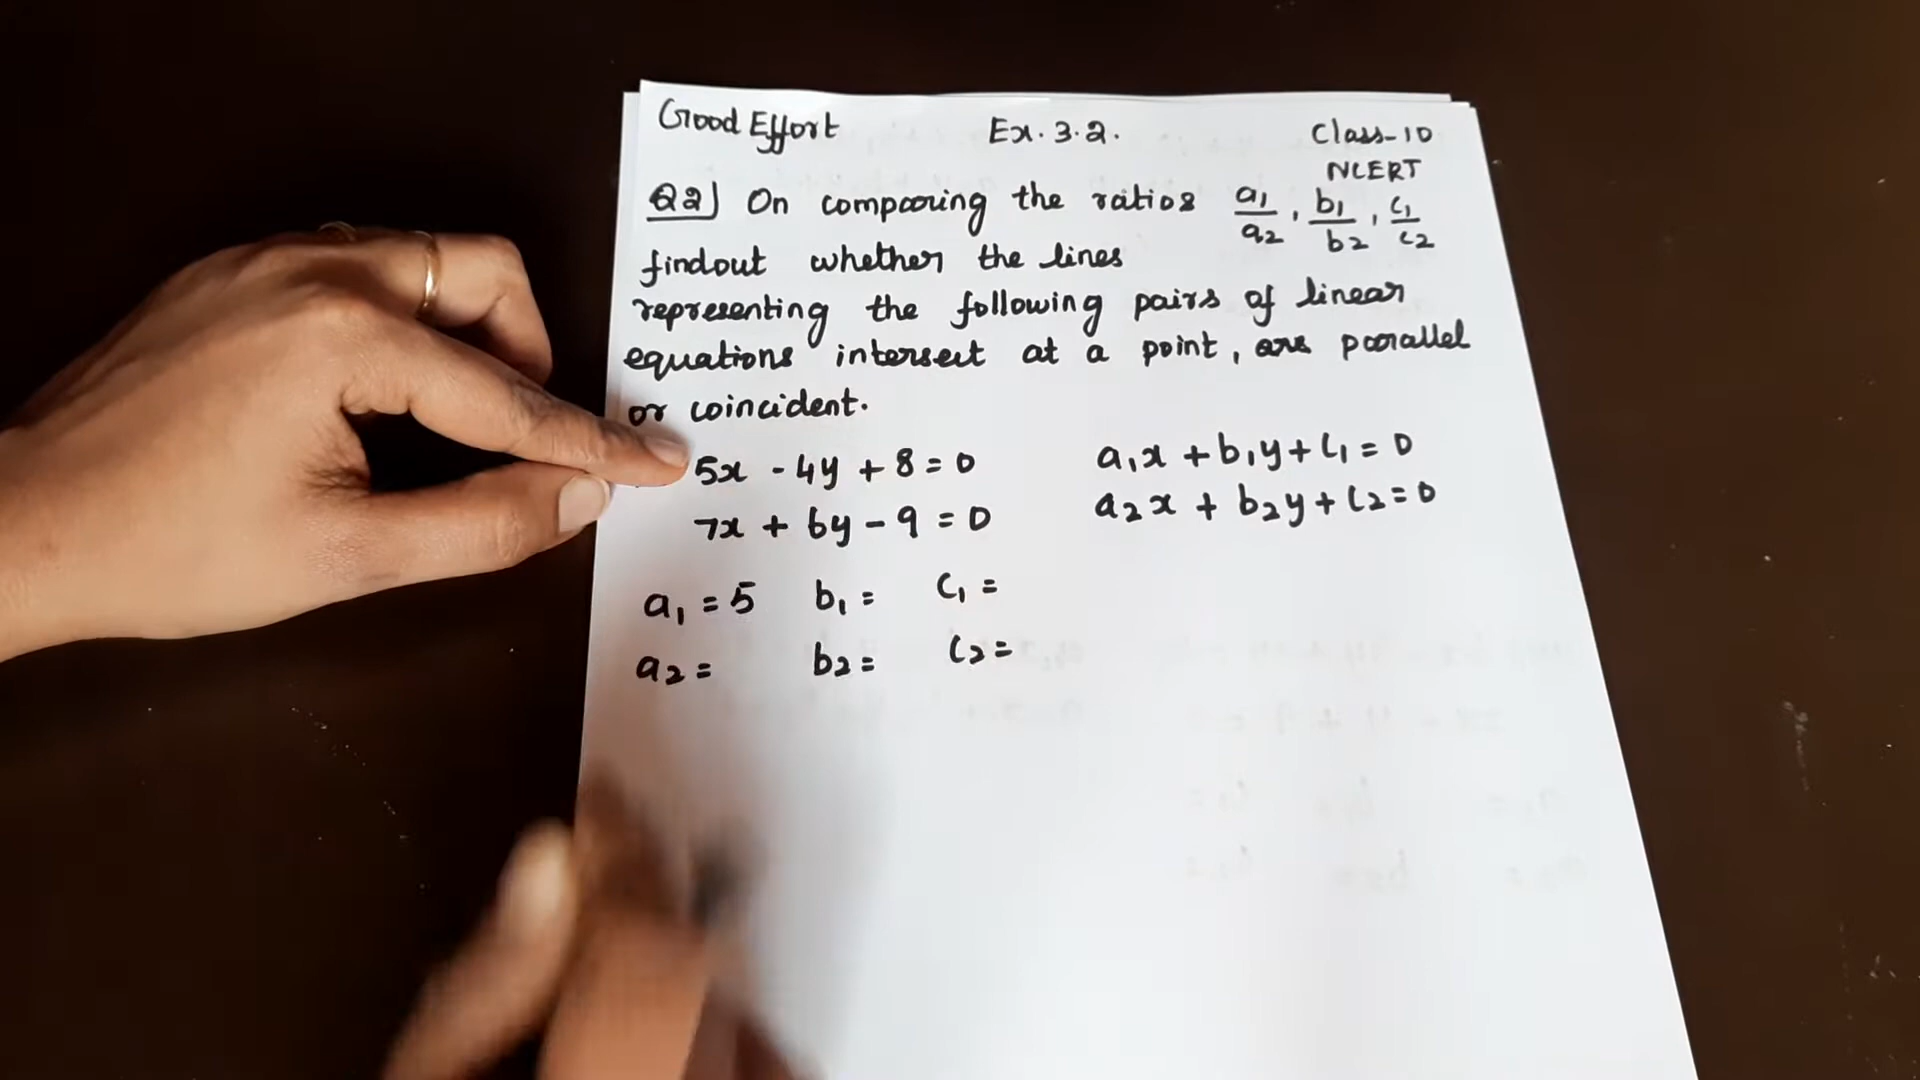 Good Effort Ex. 3.2. Class-10
NCERT
Q2) On comparing the ratios a₁/a₂, b₁/b₂, c₁/c₂
findout whether the lines
representing the following pairs of linear
equations intersect at a point, are parallel
or coincident.
5x - 4y + 8 = 0 a₁x + b₁y + c₁ = 0
7x + 6y - 9 = 0 a₂x + b₂y + c₂ = 0
a₁ = 5 b₁ = c₁ =
a₂ = b₂ = c₂ =